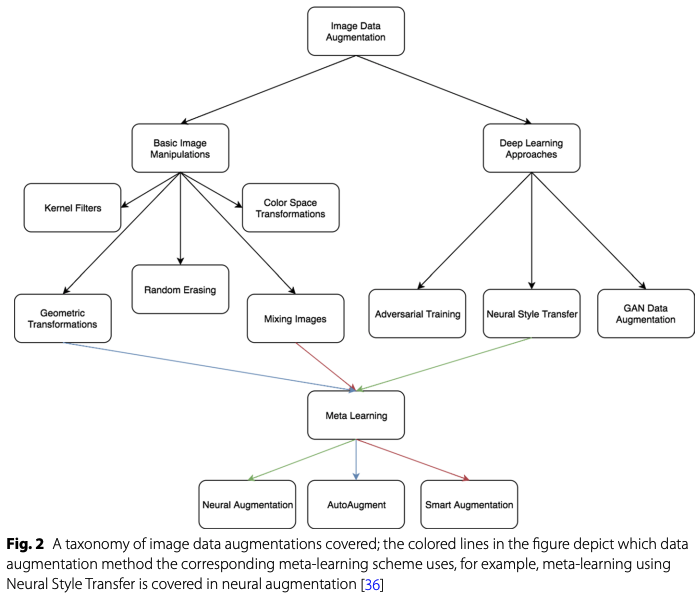 Image Data
Augmentation
Basic Image
Manipulations
Deep Learning
Approaches
Kernel Filters
Color Space
Transformations
Random Erasing
Geometric
Transformations
Mixing Images
Adversarial Training
Neural Style Transfer
GAN Data
Augmentation
Meta Learning
Neural Augmentation
AutoAugment
Smart Augmentation
Fig. 2 A taxonomy of image data augmentations covered; the colored lines in the figure depict which data
augmentation method the corresponding meta-learning scheme uses, for example, meta-learning using
Neural Style Transfer is covered in neural augmentation [36]